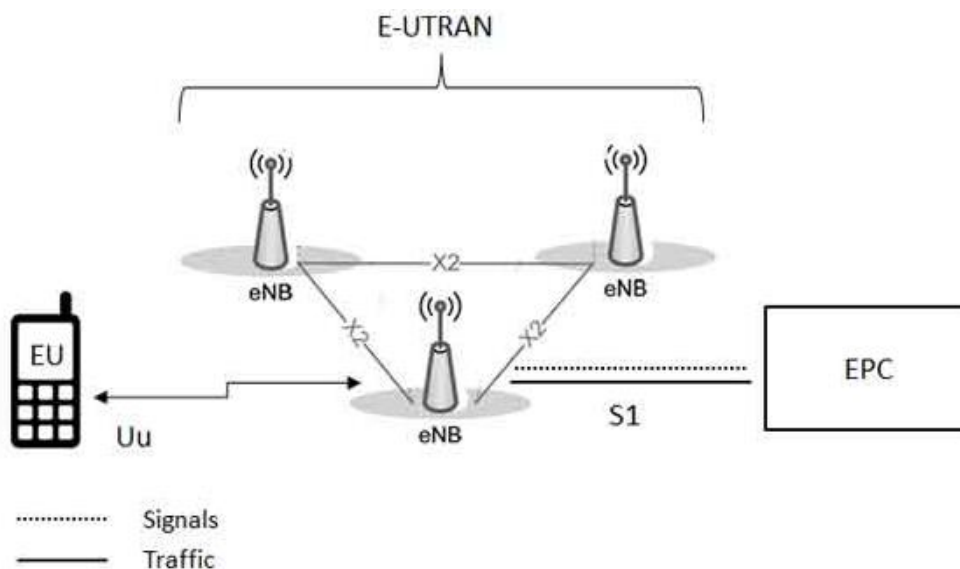 E-UTRAN
X2
eNB
eNB
X2
X2
EU
EPC
eNB
S1
Uu
Signals
Traffic